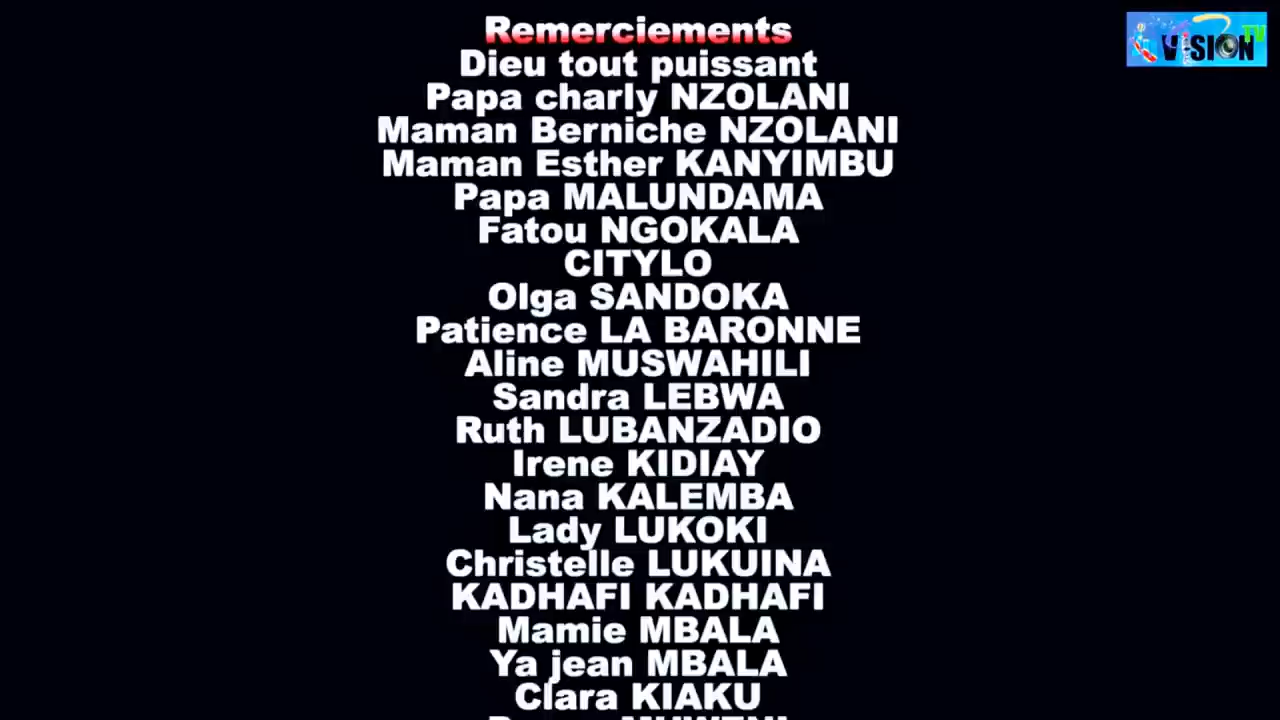 Remerciements
Dieu tout puissant
Papa charly NZOLANI
Maman Berniche NZOLANI
Maman Esther KANYIMBU
Papa MALUNDAMA
Fatou NGOKALA
CITYLO
Olga SANDOKA
Patience LA BARONNE
Aline MUSWAHILI
Sandra LEBWA
Ruth LUBANZADIO
Irene KIDIAY
Nana KALEMBA
Lady LUKOKI
Christelle LUKUINA
KADHAFI KADHAFI
Mamie MBALA
Ya jean MBALA
Clara KIAKU
VISION TV